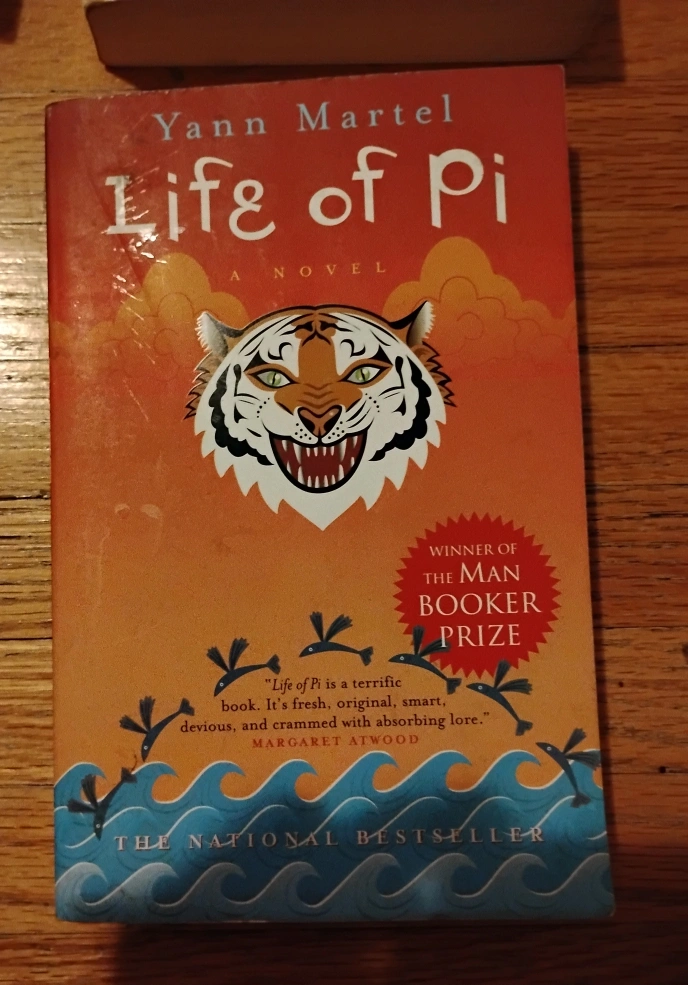 Yann Martel
Life of Pi
A NOVEL
WINNER OF
THE MAN
BOOKER
PRIZE
"Life of Pi is a terrific
book. It's fresh, original, smart,
devious, and crammed with absorbing lore."
MARGARET ATWOOD
THE NATIONAL BESTSELLER